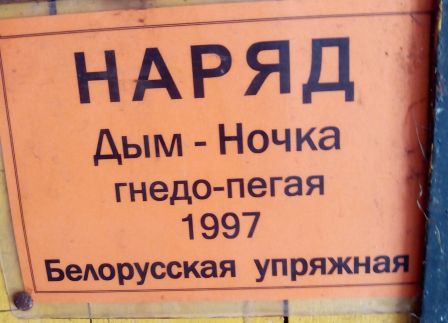 НАРЯД
Дым - Ночка
гнедо-пегая
1997
Белорусская упряжная